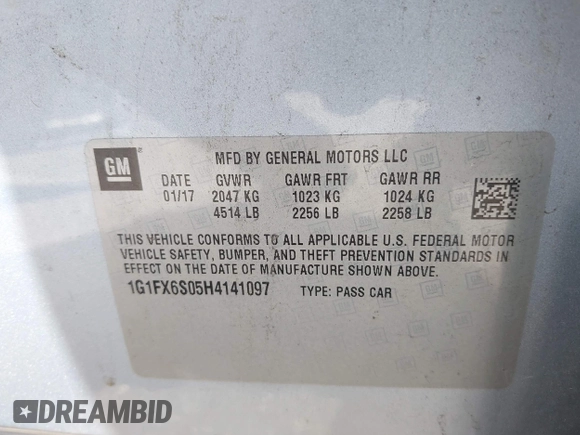 GM
MFD BY GENERAL MOTORS LLC
DATE GVWR GAWR FRT GAWR RR
01/17 2047 KG 1023 KG 1024 KG
4514 LB 2256 LB 2258 LB
THIS VEHICLE CONFORMS TO ALL APPLICABLE U.S. FEDERAL MOTOR
VEHICLE SAFETY, BUMPER, AND THEFT PREVENTION STANDARDS IN
EFFECT ON THE DATE OF MANUFACTURE SHOWN ABOVE.
1G1FX6S05H4141097 TYPE: PASS CAR
DREAMBID